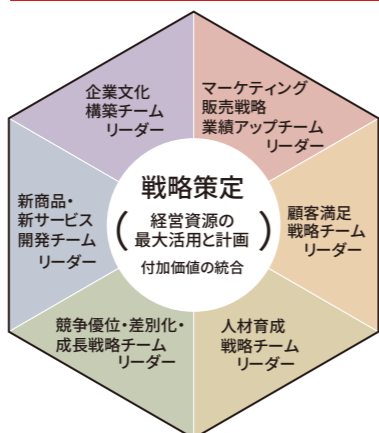 企業文化
構築チーム
リーダー
マーケティング
販売戦略
業績アップチーム
リーダー
新商品・
新サービス
開発チーム
リーダー
戦略策定
(経営資源の
最大活用と計画)
付加価値の統合
顧客満足
戦略チーム
リーダー
競争優位・差別化・
成長戦略チーム
リーダー
人材育成
戦略チーム
リーダー